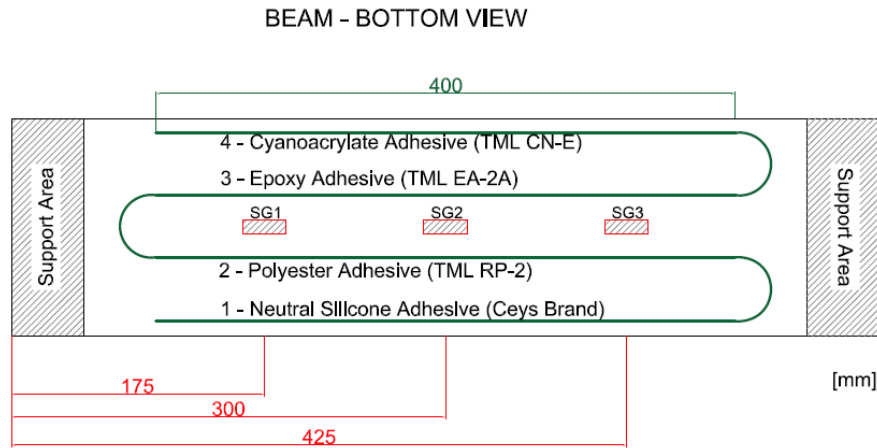 BEAM - BOTTOM VIEW
400
4 - Cyanoacrylate Adhesive (TML CN-E)
3 - Epoxy Adhesive (TML EA-2A)
Support Area
SG1
SG2
SG3
Support Area
2 - Polyester Adhesive (TML RP-2)
1 - Neutral Silicone Adhesive (Ceys Brand)
175
[mm]
300
425